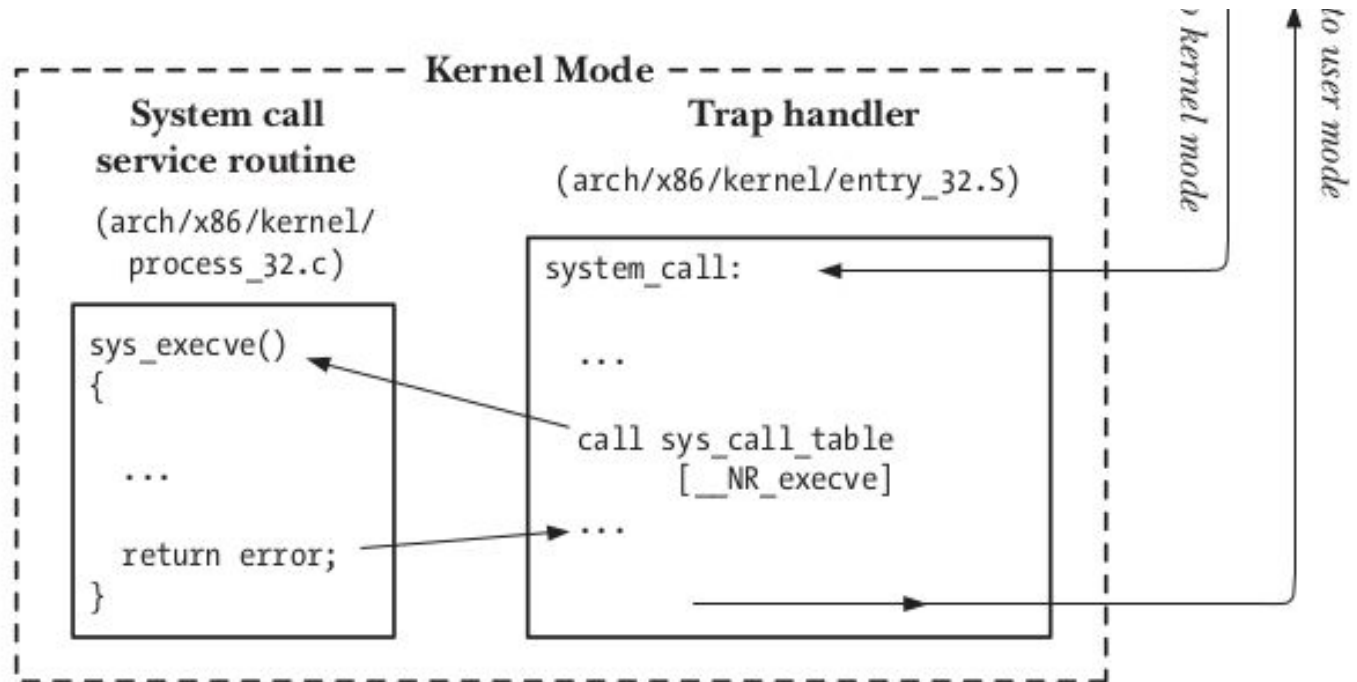 Kernel Mode
System call
service routine
(arch/x86/kernel/
process_32.c)
sys_execve()
{
...
return error;
}
Trap handler
(arch/x86/kernel/entry_32.S)
system_call:
...
call sys_call_table
[__NR_execve]
...
kernel mode
to user mode